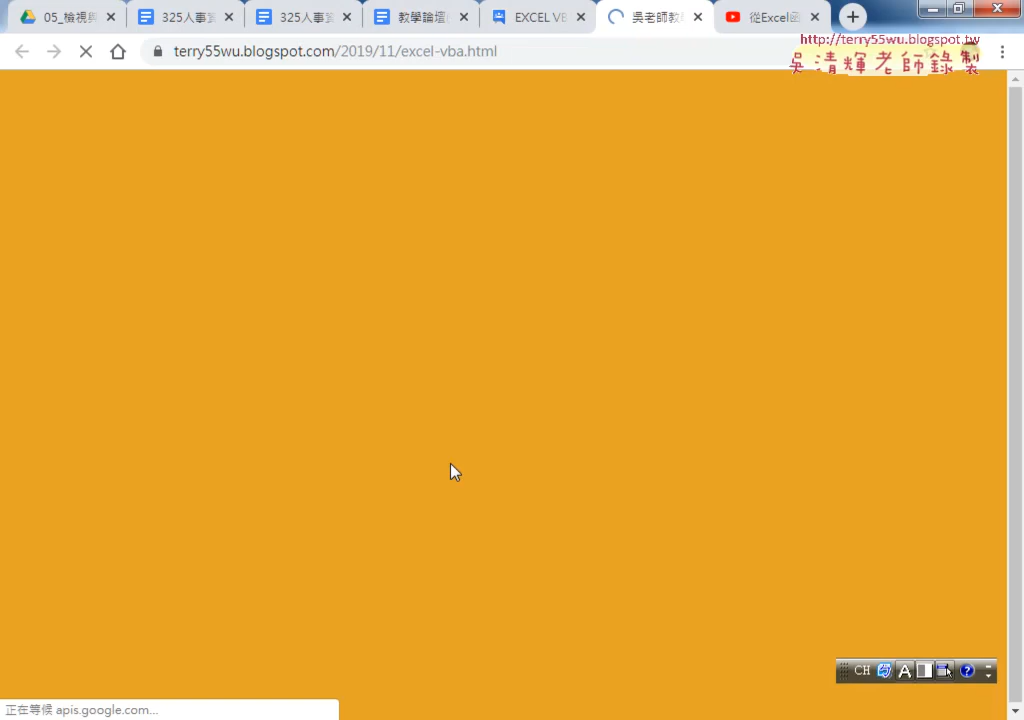 05_檢視與
325人事
325人事
教學論壇
EXCEL VB
吳老師教
從Excel函
terry55wu.blogspot.com/2019/11/excel-vba.html
http://terry55wu.blogspot.tw
吳清輝老師錄製
CH
A
?
正在等候 apis.google.com...